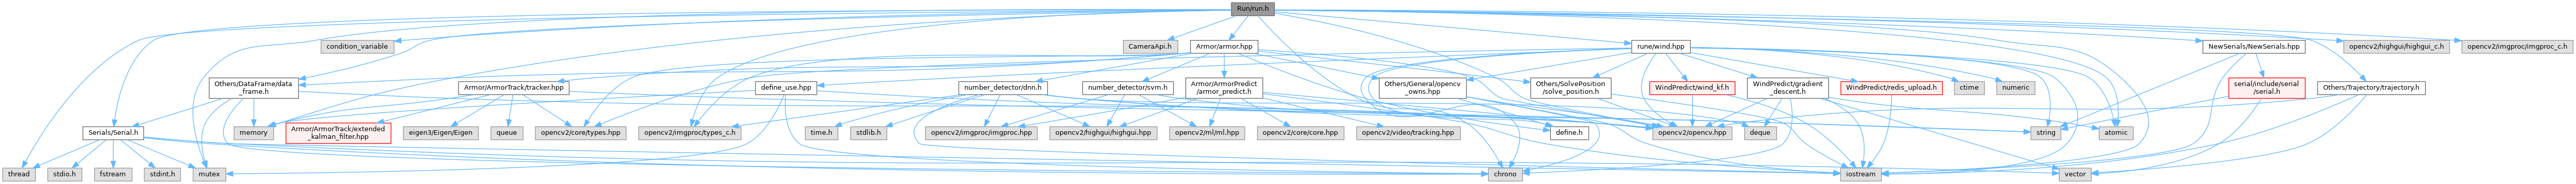 Run/run.h
condition_variable
CameraApi.h
Armor/armor.hpp
rune/wind.hpp
NewSerials/NewSerials.hpp
opencv2/highgui/highgui_c.h
opencv2/imgproc/imgproc_c.h
Others/DataFrame/data
_frame.h
Armor/ArmorTrack/tracker.hpp
define_use.hpp
number_detector/dnn.h
number_detector/svm.h
Armor/ArmorPredict
/armor_predict.h
Others/General/opencv
_owns.hpp
Others/SolvePosition
/solve_position.h
WindPredict/wind_kf.h
WindPredict/gradient
_descent.h
WindPredict/redis_upload.h
ctime
numeric
serial/include/serial
/serial.h
Others/Trajectory/trajectory.h
Serials/Serial.h
memory
Armor/ArmorTrack/extended
_kalman_filter.hpp
eigen3/Eigen/Eigen
queue
opencv2/core/types.hpp
opencv2/imgproc/types_c.h
time.h
stdlib.h
opencv2/imgproc/imgproc.hpp
opencv2/highgui/highgui.hpp
opencv2/ml/ml.hpp
opencv2/core/core.hpp
opencv2/video/tracking.hpp
define.h
opencv2/opencv.hpp
deque
string
atomic
thread
stdio.h
fstream
stdint.h
mutex
chrono
iostream
vector